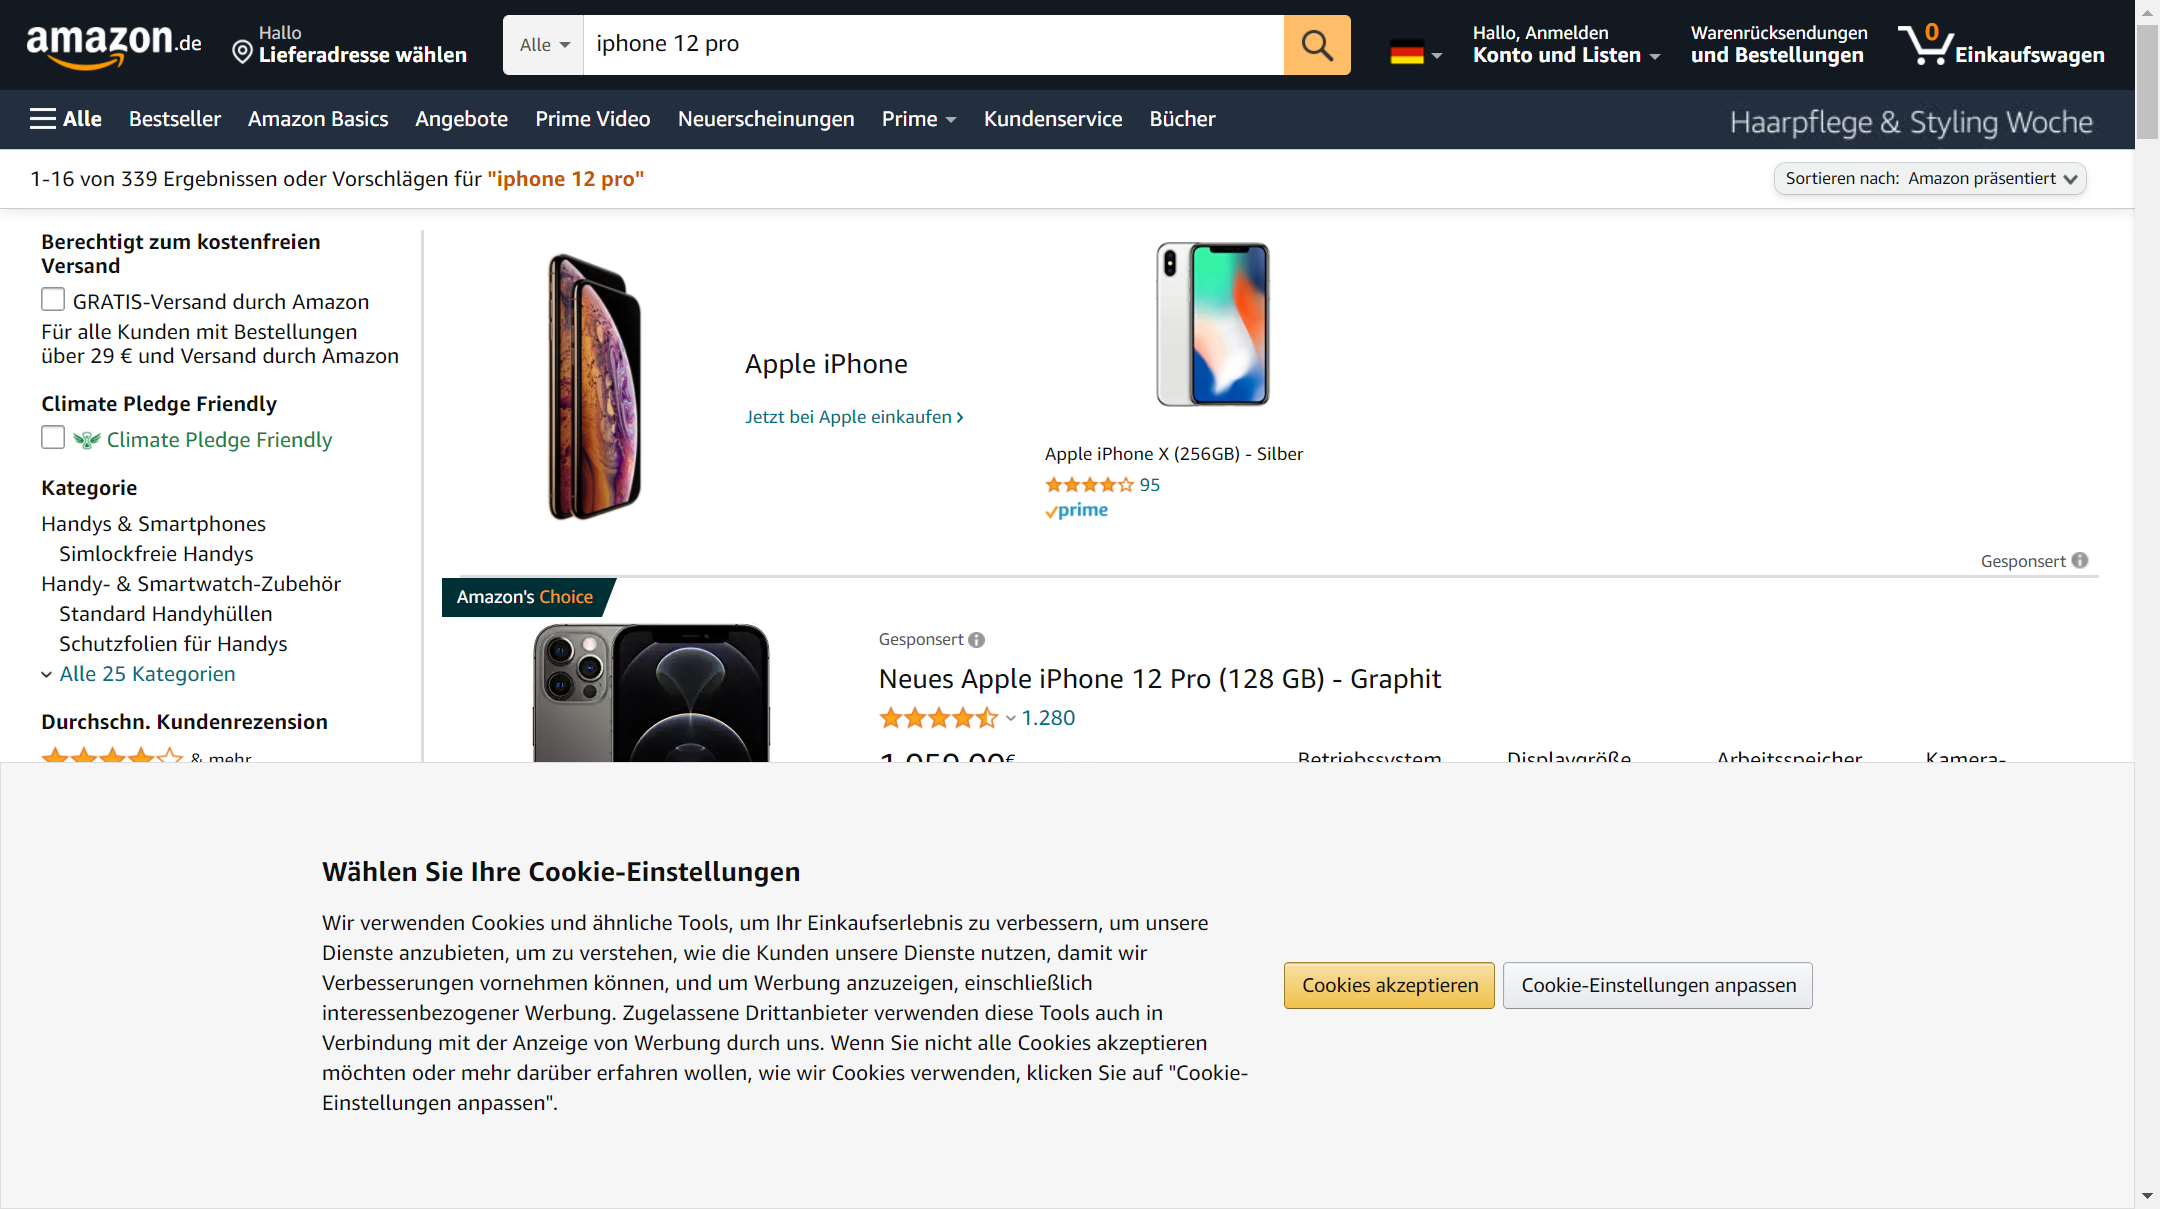 amazon.de
Hallo
Lieferadresse wählen
Alle
iphone 12 pro
Hallo, Anmelden
Konto und Listen
Warenrücksendungen
und Bestellungen
0
Einkaufswagen
Alle
Bestseller
Amazon Basics
Angebote
Prime Video
Neuerscheinungen
Prime
Kundenservice
Bücher
Haarpflege & Styling Woche
1-16 von 339 Ergebnissen oder Vorschlägen für "iphone 12 pro"
Sortieren nach: Amazon präsentiert
Berechtigt zum kostenfreien
Versand
GRATIS-Versand durch Amazon
Für alle Kunden mit Bestellungen
über 29 € und Versand durch Amazon
Climate Pledge Friendly
Climate Pledge Friendly
Kategorie
Handys & Smartphones
Simlockfreie Handys
Handy- & Smartwatch-Zubehör
Standard Handyhüllen
Schutzfolien für Handys
Alle 25 Kategorien
Durchschn. Kundenrezension
& mehr
Apple iPhone
Jetzt bei Apple einkaufen ›
Apple iPhone X (256GB) - Silber
95
prime
Gesponsert
Amazon's Choice
Gesponsert
Neues Apple iPhone 12 Pro (128 GB) - Graphit
1.280
1.059,00€
Betriebssystem
Displaygröße
Arbeitsspeicher
Kamera-
Wählen Sie Ihre Cookie-Einstellungen
Wir verwenden Cookies und ähnliche Tools, um Ihr Einkaufserlebnis zu verbessern, um unsere
Dienste anzubieten, um zu verstehen, wie die Kunden unsere Dienste nutzen, damit wir
Verbesserungen vornehmen können, und um Werbung anzuzeigen, einschließlich
interessenbezogener Werbung. Zugelassene Drittanbieter verwenden diese Tools auch in
Verbindung mit der Anzeige von Werbung durch uns. Wenn Sie nicht alle Cookies akzeptieren
möchten oder mehr darüber erfahren wollen, wie wir Cookies verwenden, klicken Sie auf "Cookie-
Einstellungen anpassen".
Cookies akzeptieren
Cookie-Einstellungen anpassen